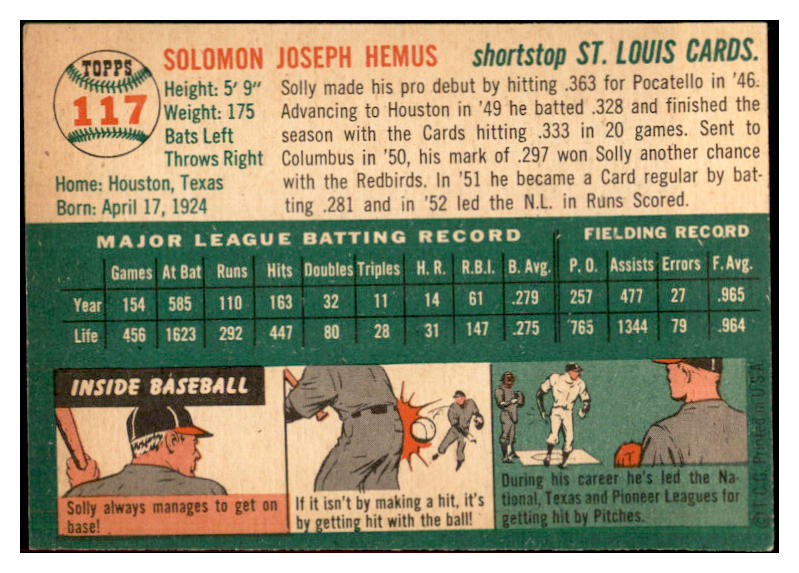 TOPPS
117
SOLOMON JOSEPH HEMUS shortstop ST. LOUIS CARDS.
Height: 5' 9"
Weight: 175
Bats Left
Throws Right
Home: Houston, Texas
Born: April 17, 1924
Solly made his pro debut by hitting .363 for Pocatello in '46.
Advancing to Houston in '49 he batted .328 and finished the
season with the Cards hitting .333 in 20 games. Sent to
Columbus in '50, his mark of .297 won Solly another chance
with the Redbirds. In '51 he became a Card regular by bat-
ting .281 and in '52 led the N.L. in Runs Scored.
MAJOR LEAGUE BATTING RECORD FIELDING RECORD
Games At Bat Runs Hits Doubles Triples H. R. R.B.I. B. Avg. P. O. Assists Errors F. Avg.
Year 154 585 110 163 32 11 14 61 .279 257 477 27 .965
Life 456 1623 292 447 80 28 31 147 .275 765 1344 79 .964
INSIDE BASEBALL
Solly always manages to get on
base!
If it isn't by making a hit, it's
by getting hit with the ball!
During his career he's led the Na-
tional, Texas and Pioneer Leagues for
getting hit by Pitches.
© T.C.G. Printed in U.S.A.